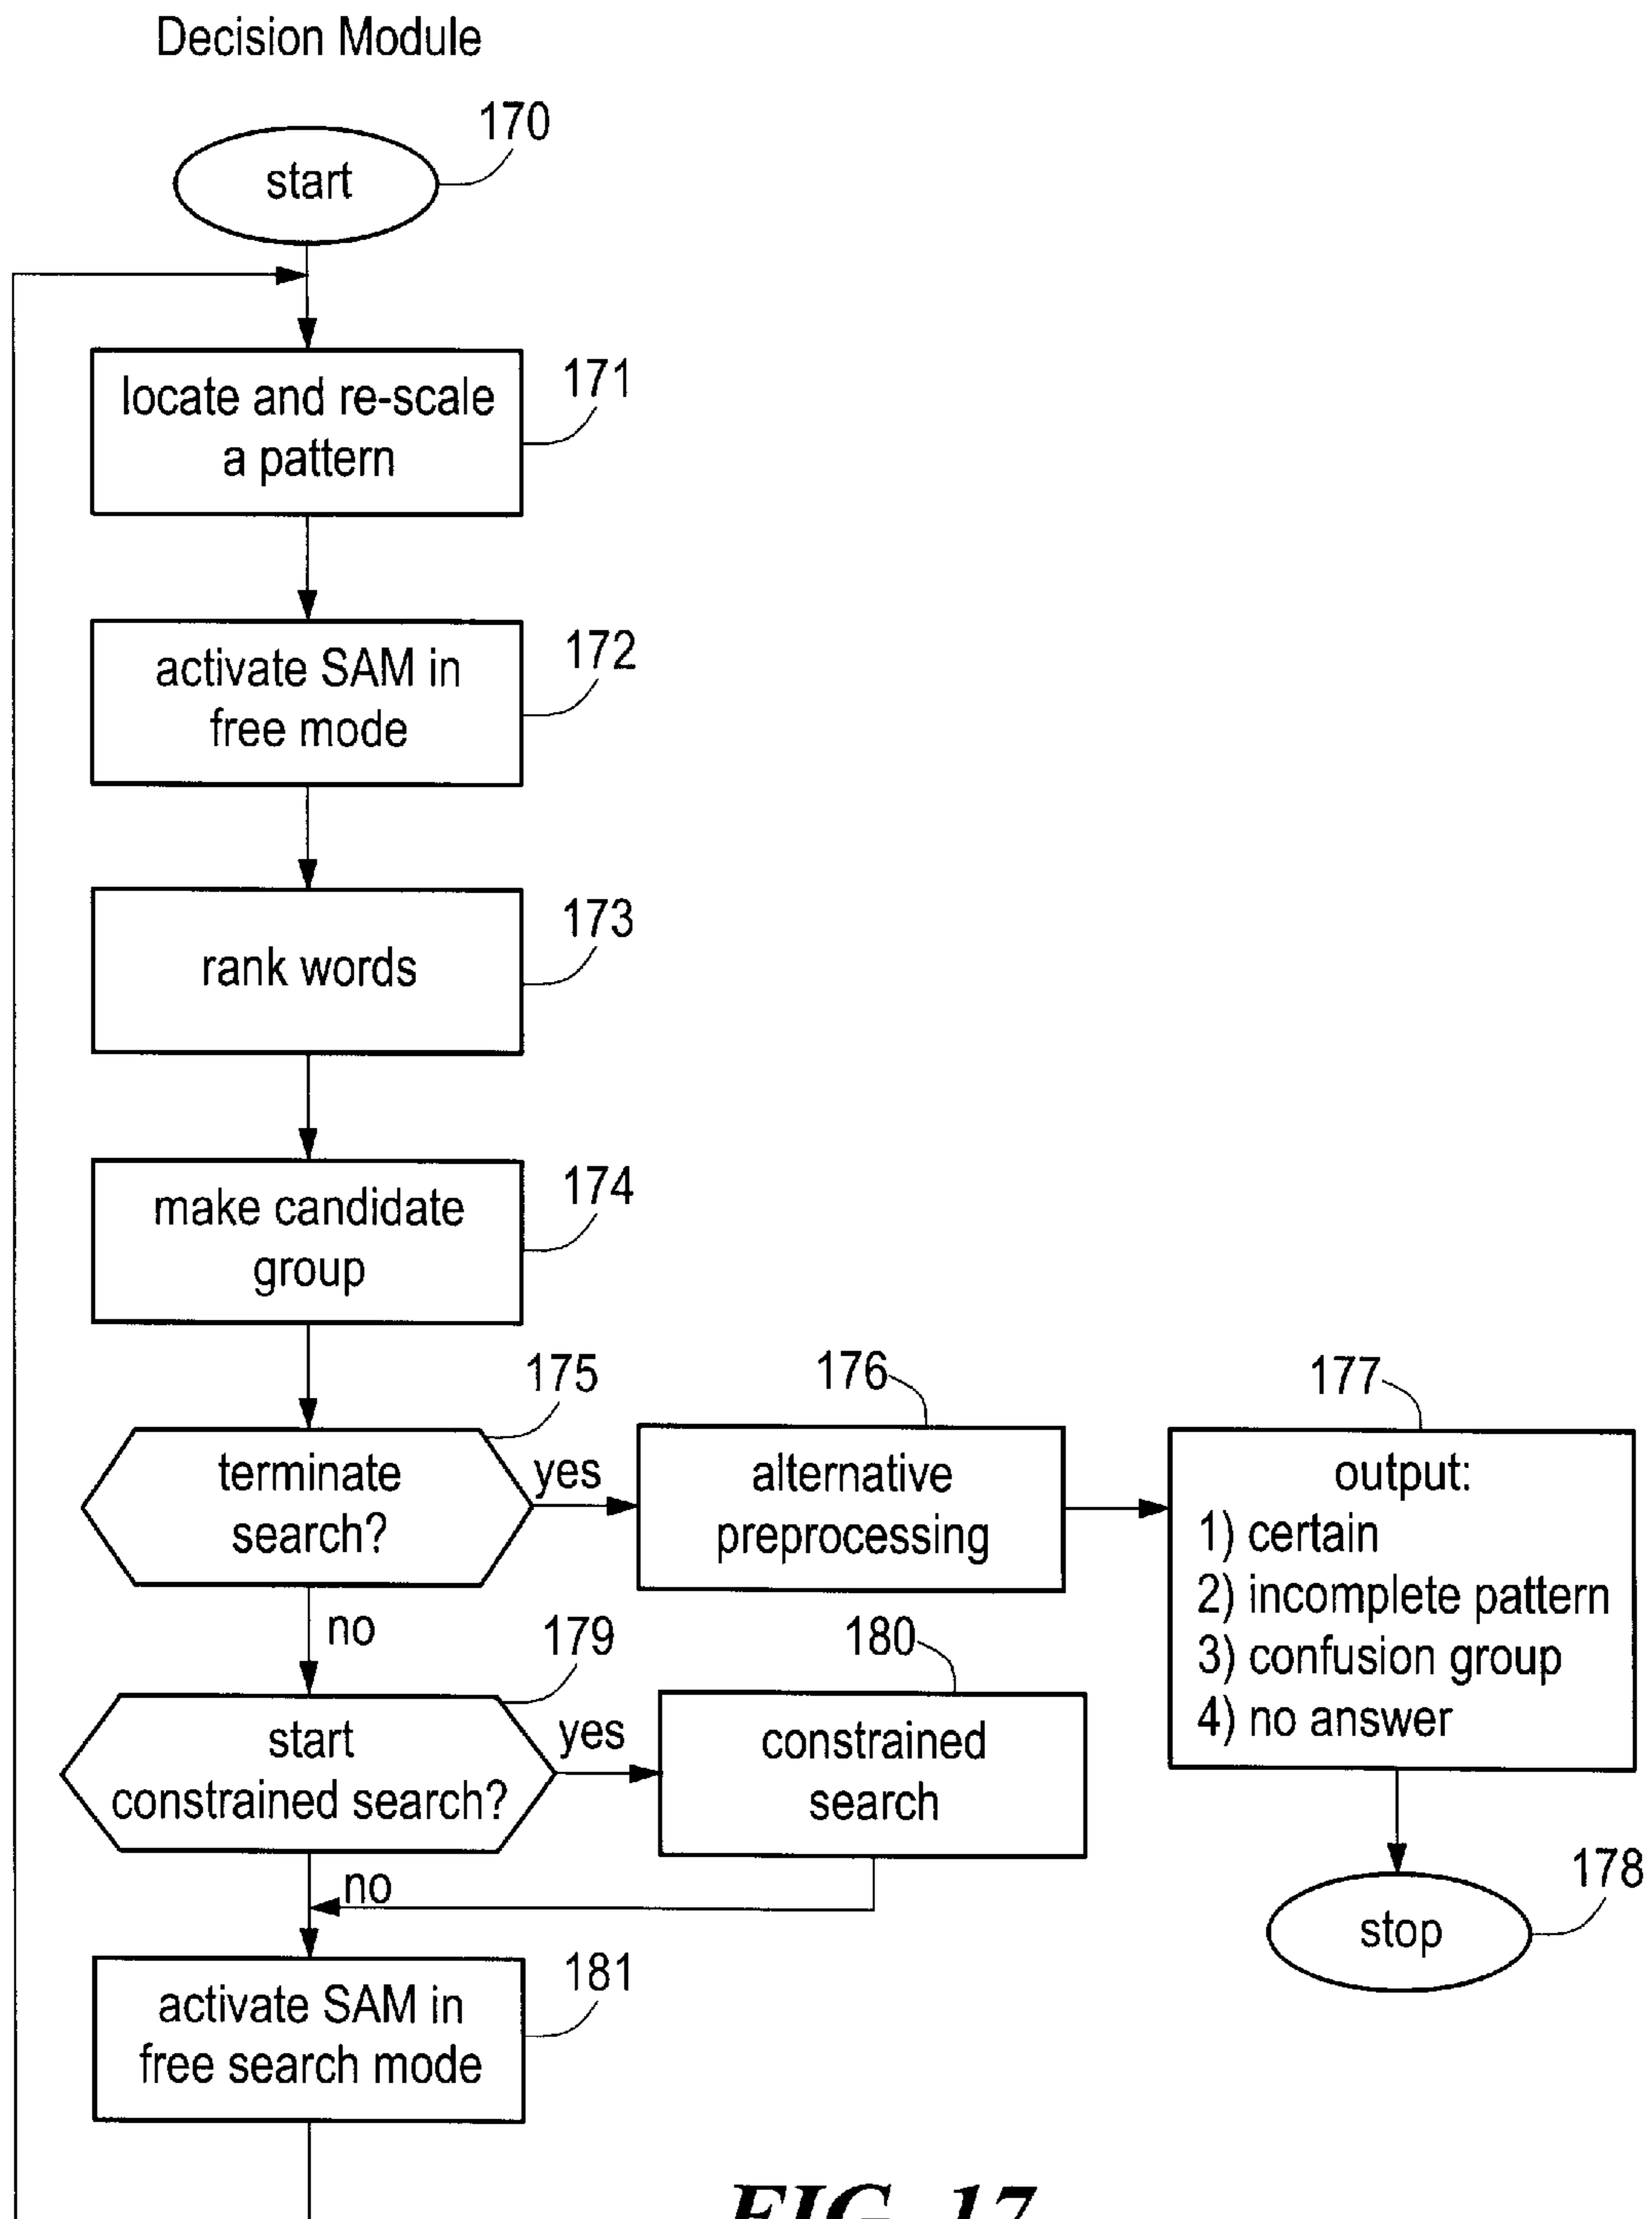 Decision Module
170
start
171
locate and re-scale
a pattern
172
activate SAM in
free mode
173
rank words
174
make candidate
group
175
terminate
search?
yes
176
alternative
preprocessing
177
output:
1) certain
2) incomplete pattern
3) confusion group
4) no answer
no
179
start
constrained search?
yes
180
constrained
search
no
178
stop
181
activate SAM in
free search mode
FIG. 17